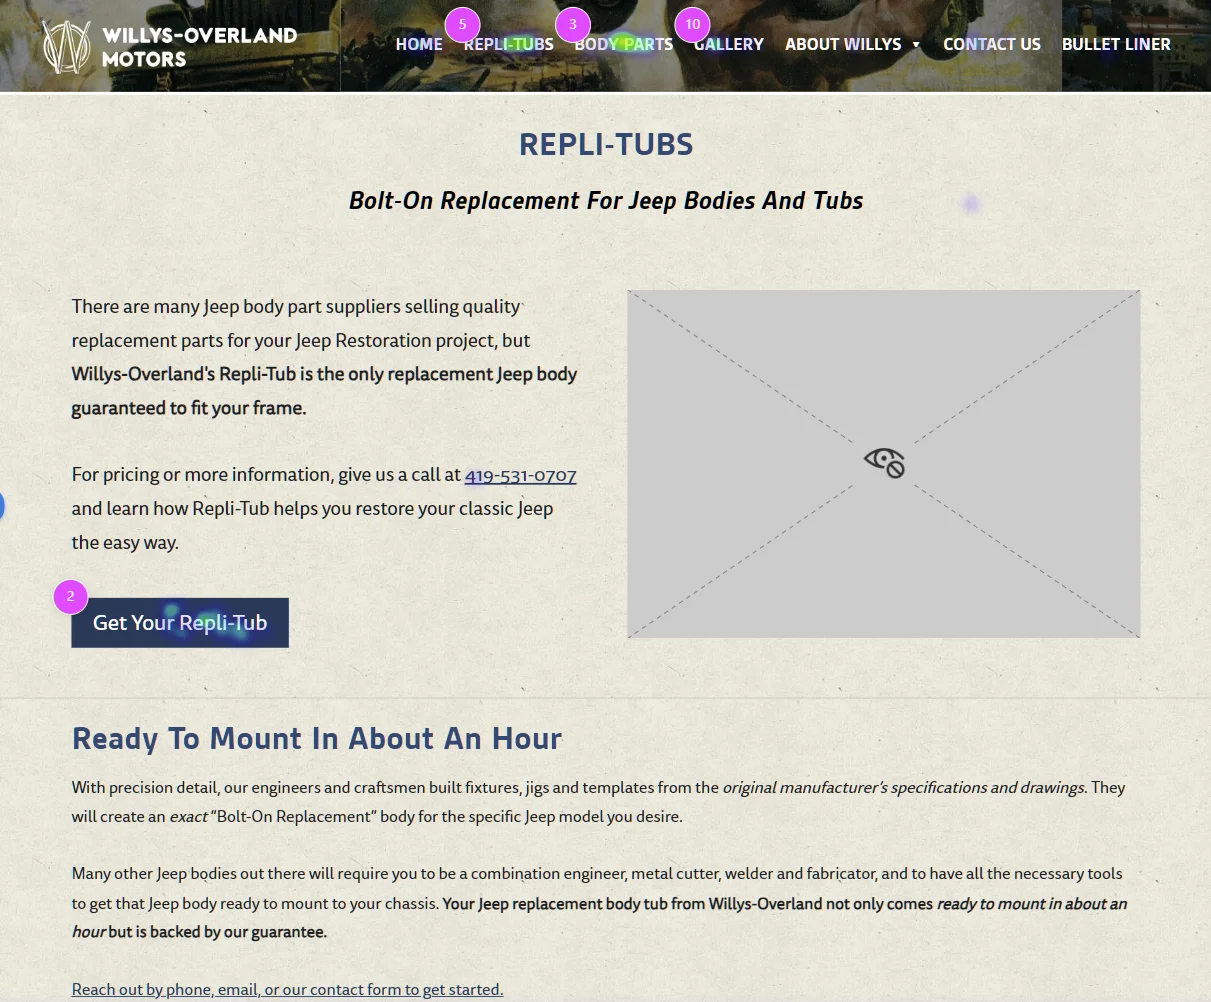 WILLYS-OVERLAND
MOTORS
5
3
10
HOME
REPLI-TUBS
BODY PARTS
GALLERY
ABOUT WILLYS ▼
CONTACT US
BULLET LINER
REPLI-TUBS
Bolt-On Replacement For Jeep Bodies And Tubs
There are many Jeep body part suppliers selling quality
replacement parts for your Jeep Restoration project, but
Willys-Overland's Repli-Tub is the only replacement Jeep body
guaranteed to fit your frame.
For pricing or more information, give us a call at 419-531-0707
and learn how Repli-Tub helps you restore your classic Jeep
the easy way.
2
Get Your Repli-Tub
Ready To Mount In About An Hour
With precision detail, our engineers and craftsmen built fixtures, jigs and templates from the original manufacturer's specifications and drawings. They
will create an exact “Bolt-On Replacement” body for the specific Jeep model you desire.
Many other Jeep bodies out there will require you to be a combination engineer, metal cutter, welder and fabricator, and to have all the necessary tools
to get that Jeep body ready to mount to your chassis. Your Jeep replacement body tub from Willys-Overland not only comes ready to mount in about an
hour but is backed by our guarantee.
Reach out by phone, email, or our contact form to get started.